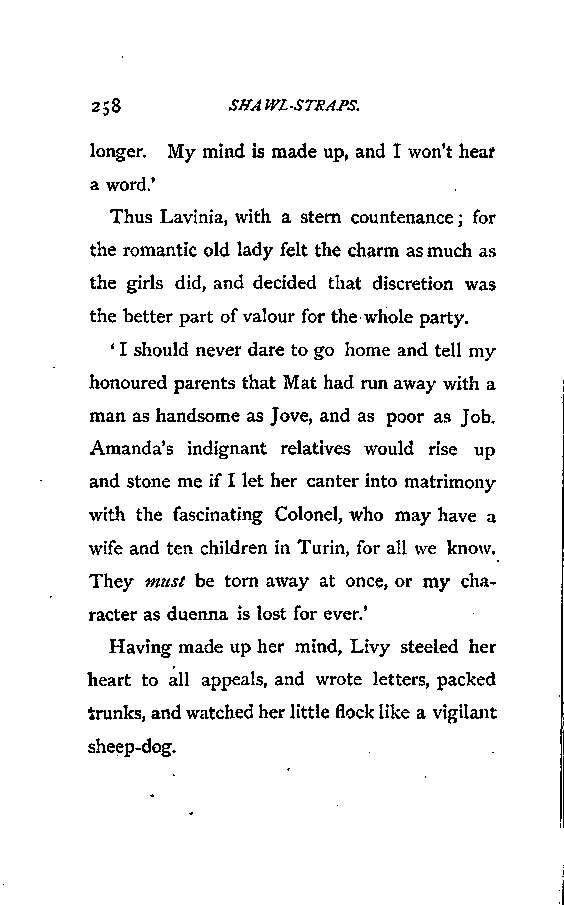 258 SHAWL-STRAPS.
longer. My mind is made up, and I won't hear
a word.'
Thus Lavinia, with a stern countenance; for
the romantic old lady felt the charm as much as
the girls did, and decided that discretion was
the better part of valour for the whole party.
'I should never dare to go home and tell my
honoured parents that Mat had run away with a
man as handsome as Jove, and as poor as Job.
Amanda's indignant relatives would rise up
and stone me if I let her canter into matrimony
with the fascinating Colonel, who may have a
wife and ten children in Turin, for all we know.
They must be torn away at once, or my cha-
racter as duenna is lost for ever.'
Having made up her mind, Livy steeled her
heart to all appeals, and wrote letters, packed
trunks, and watched her little flock like a vigilant
sheep-dog.